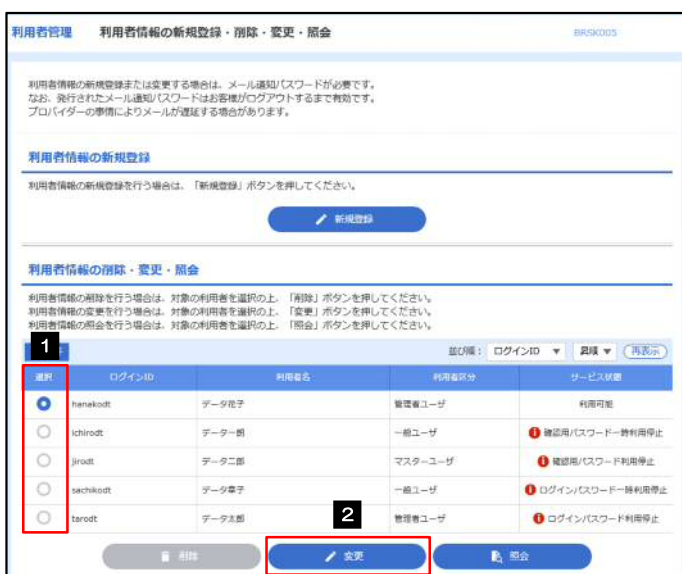 利用者管理 利用者情報の新規登録・削除・変更・照会 BRSK005
利用者情報の新規登録または変更する場合は、メール通知パスワードが必要です。
なお、発行されたメール通知パスワードはお客様がログアウトするまで有効です。
プロバイダーの事情によりメールが遅延する場合があります。
利用者情報の新規登録
利用者情報の新規登録を行う場合は、「新規登録」ボタンを押してください。
新規登録
利用者情報の削除・変更・照会
利用者情報の削除を行う場合は、対象の利用者を選択の上、「削除」ボタンを押してください。
利用者情報の変更を行う場合は、対象の利用者を選択の上、「変更」ボタンを押してください。
利用者情報の照会を行う場合は、対象の利用者を選択の上、「照会」ボタンを押してください。
1
並び順： ログインID 昇順 再表示
選択 ログインID 利用者名 利用者区分 サービス状態
hanakodt データ花子 管理者ユーザ 利用可能
ichirodt データ一朗 一般ユーザ 確認用パスワード一時利用停止
jirodt データ二郎 マスターユーザ 確認用パスワード利用停止
sachikodt データ幸子 一般ユーザ ログインパスワード一時利用停止
tarodt データ太郎 管理者ユーザ ログインパスワード利用停止
2
削除 変更 照会